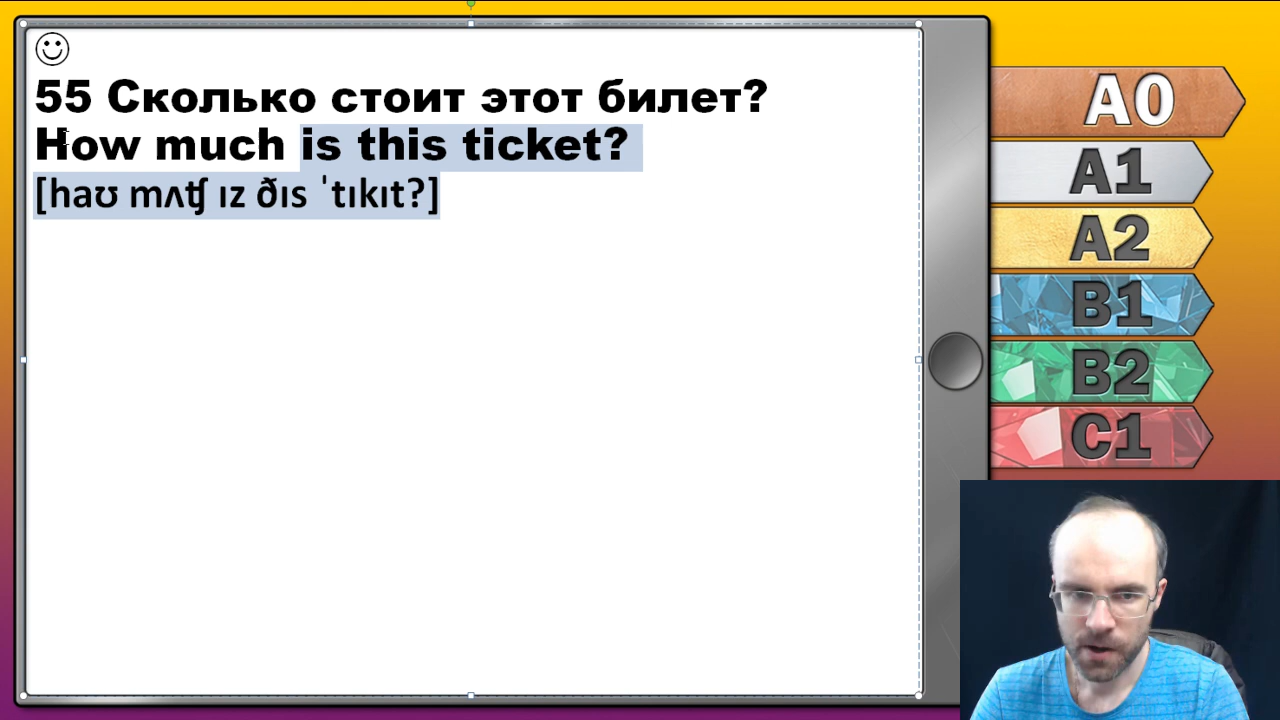 55 Сколько стоит этот билет?
How much is this ticket?
[haʊ mʌʧ ɪz ðɪs ˈtɪkɪt?]
A0
A1
A2
B1
B2
C1